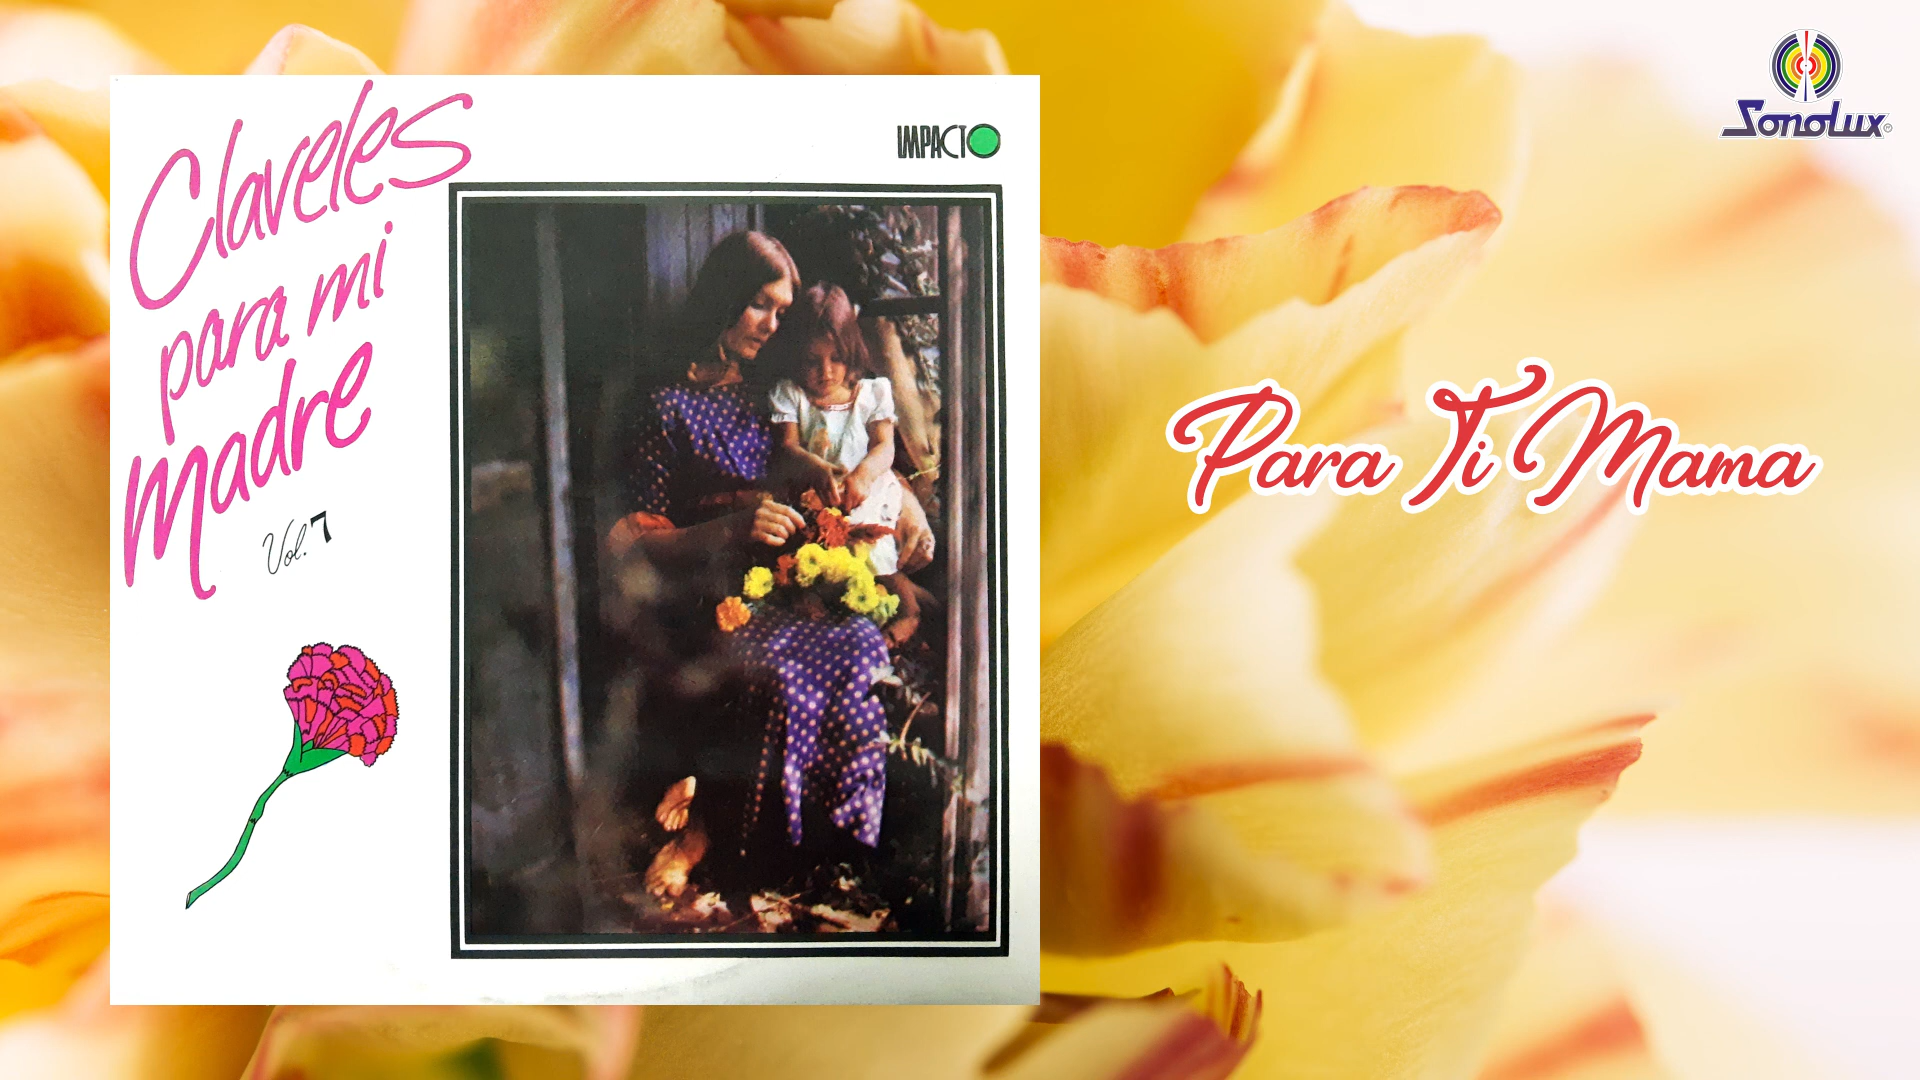 Claveles
para mi
madre
Vol. 7
IMPACTO
Para Ti Mama
Sonolux